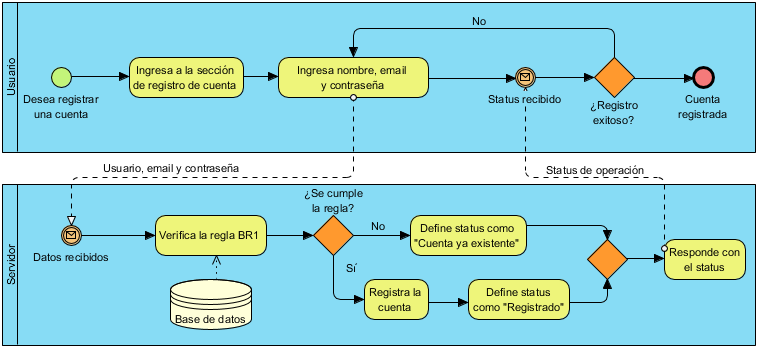 Usuario
Desea registrar
una cuenta
Ingresa a la sección
de registro de cuenta
Ingresa nombre, email
y contraseña
No
Status recibido
¿Registro
exitoso?
Cuenta
registrada
Usuario, email y contraseña
Status de operación
Servidor
Datos recibidos
Verifica la regla BR1
Base de datos
¿Se cumple
la regla?
No
Define status como
"Cuenta ya existente"
Sí
Registra la
cuenta
Define status
como "Registrado"
Responde con
el status